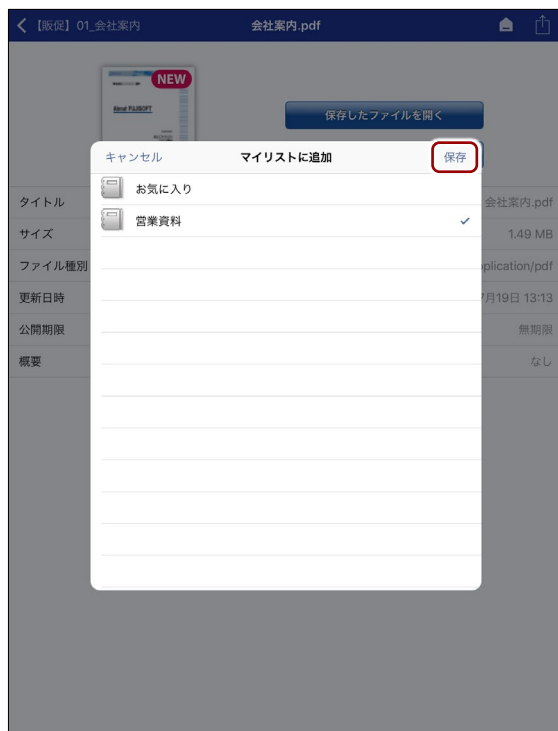 【販促】01_会社案内
会社案内.pdf
NEW
About FUJISOFT
保存したファイルを開く
キャンセル
マイリストに追加
保存
お気に入り
営業資料
タイトル
会社案内.pdf
サイズ
1.49 MB
ファイル種別
plication/pdf
更新日時
7月19日 13:13
公開期限
無期限
概要
なし